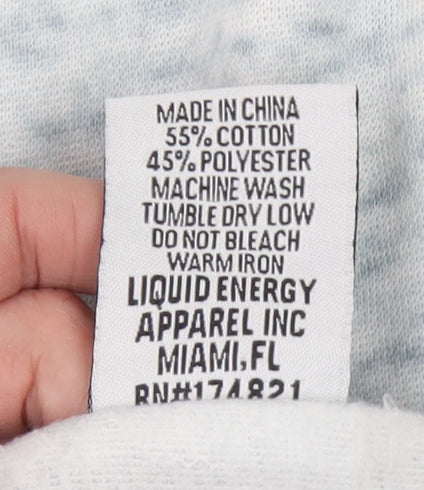 MADE IN CHINA
55% COTTON
45% POLYESTER
MACHINE WASH
TUMBLE DRY LOW
DO NOT BLEACH
WARM IRON
LIQUID ENERGY
APPAREL INC
MIAMI, FL
RN#174821